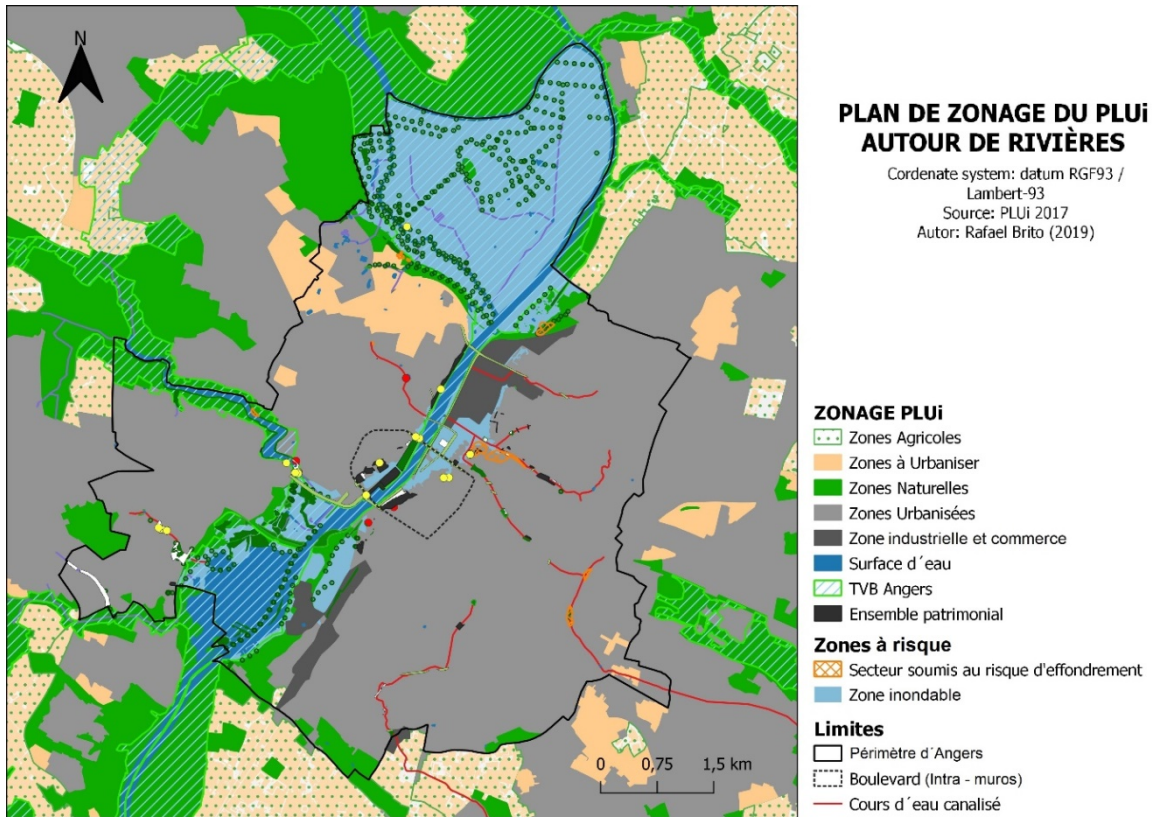 N
PLAN DE ZONAGE DU PLUi
AUTOUR DE RIVIÈRES
Cordenate system: datum RGF93 /
Lambert-93
Source: PLUi 2017
Autor: Rafael Brito (2019)
ZONAGE PLUi
Zones Agricoles
Zones à Urbaniser
Zones Naturelles
Zones Urbanisées
Zone industrielle et commerce
Surface d´eau
TVB Angers
Ensemble patrimonial
Zones à risque
Secteur soumis au risque d'effondrement
Zone inondable
Limites
Périmètre d´Angers
Boulevard (Intra - muros)
Cours d´eau canalisé
0 0,75 1,5 km